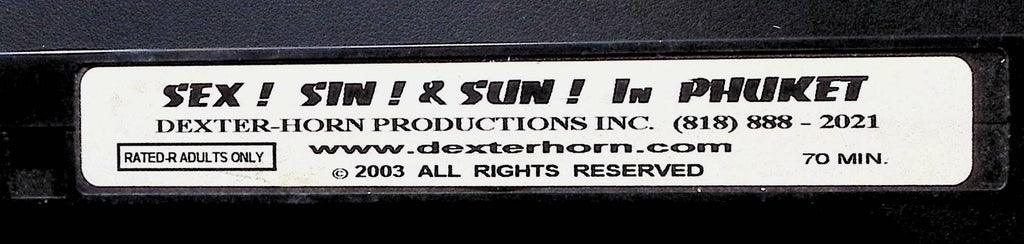 SEX! SIN! & SUN! In PHUKET
DEXTER-HORN PRODUCTIONS INC. (818) 888 - 2021
www.dexterhorn.com
RATED-R ADULTS ONLY
70 MIN.
© 2003 ALL RIGHTS RESERVED